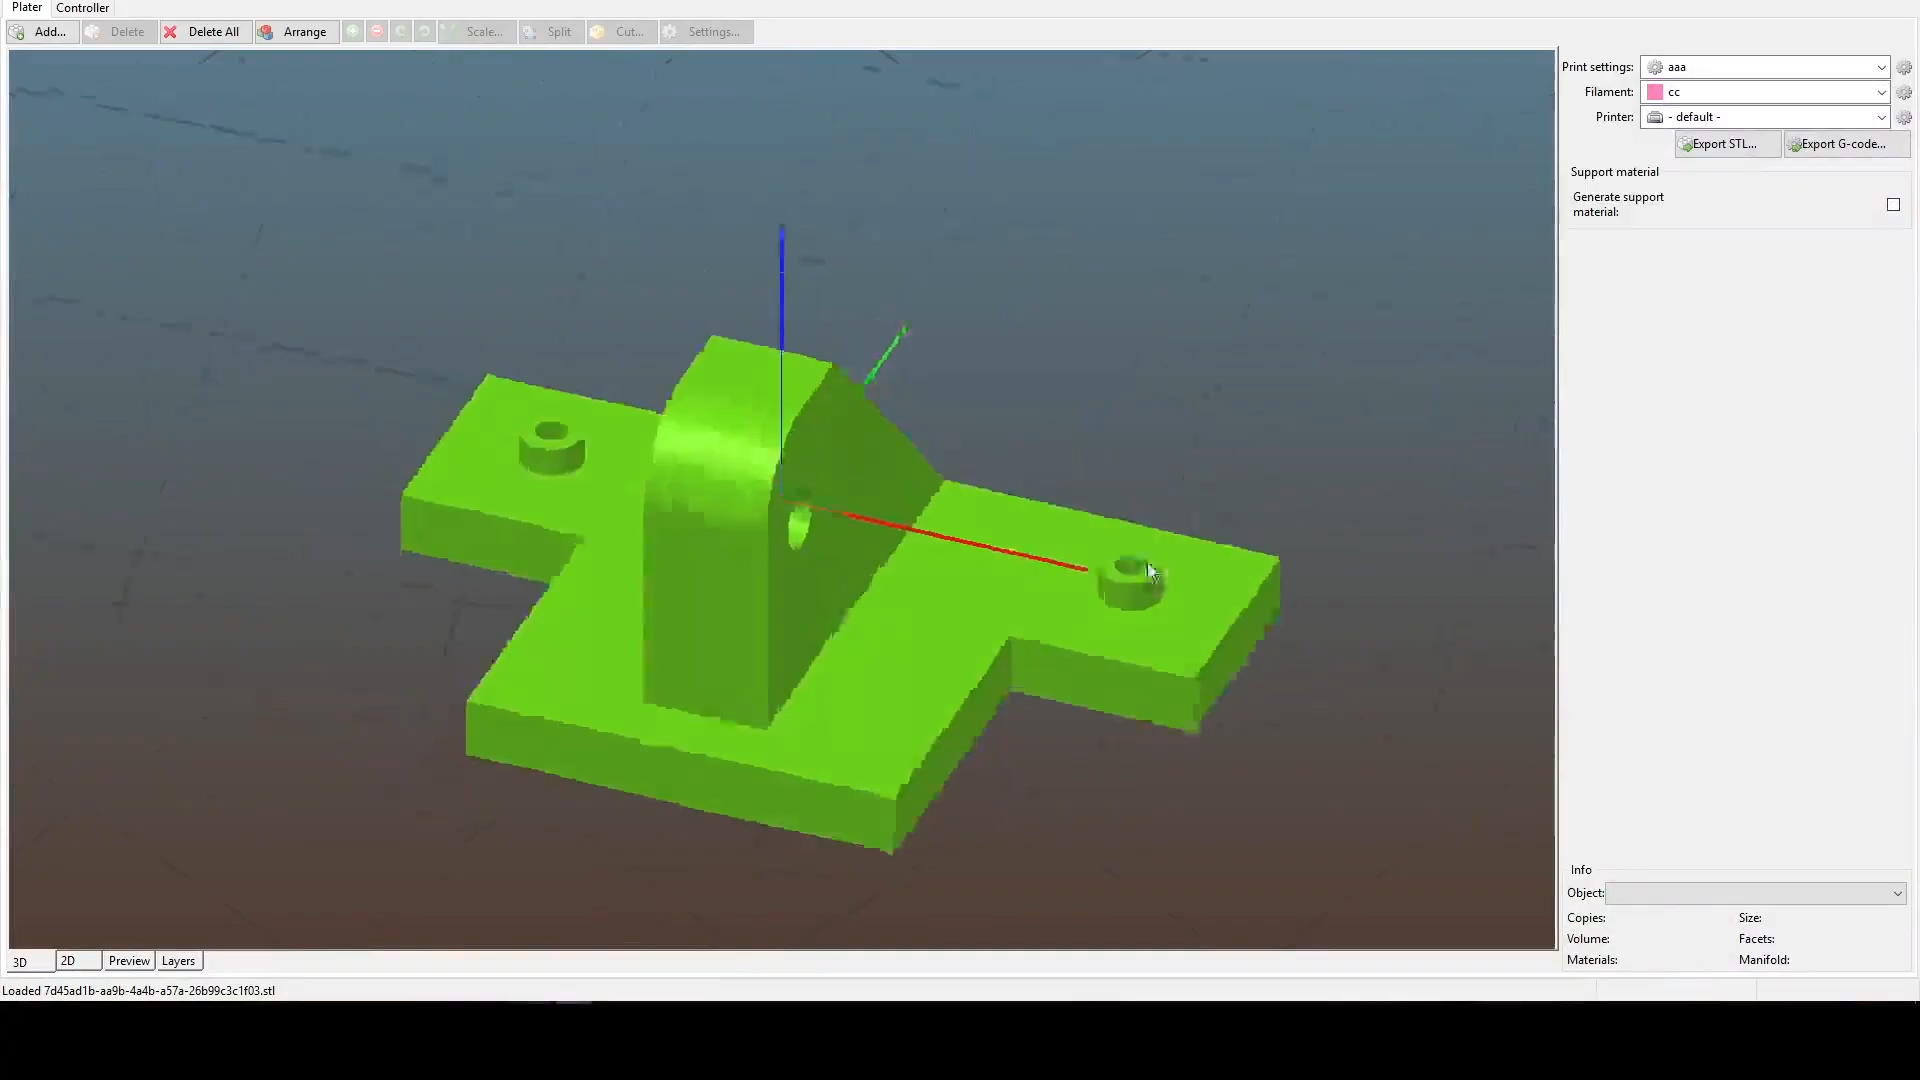 Plater Controller
Add... Delete Delete All Arrange Scale... Split Cut... Settings...
Print settings: aaa
Filament: cc
Printer: - default -
Export STL... Export G-code...
Support material
Generate support
material:
Info
Object:
Copies: Size:
Volume: Facets:
Materials: Manifold:
3D 2D Preview Layers
Loaded 7d45ad1b-aa9b-4a4b-a57a-26b99c3c1f03.stl